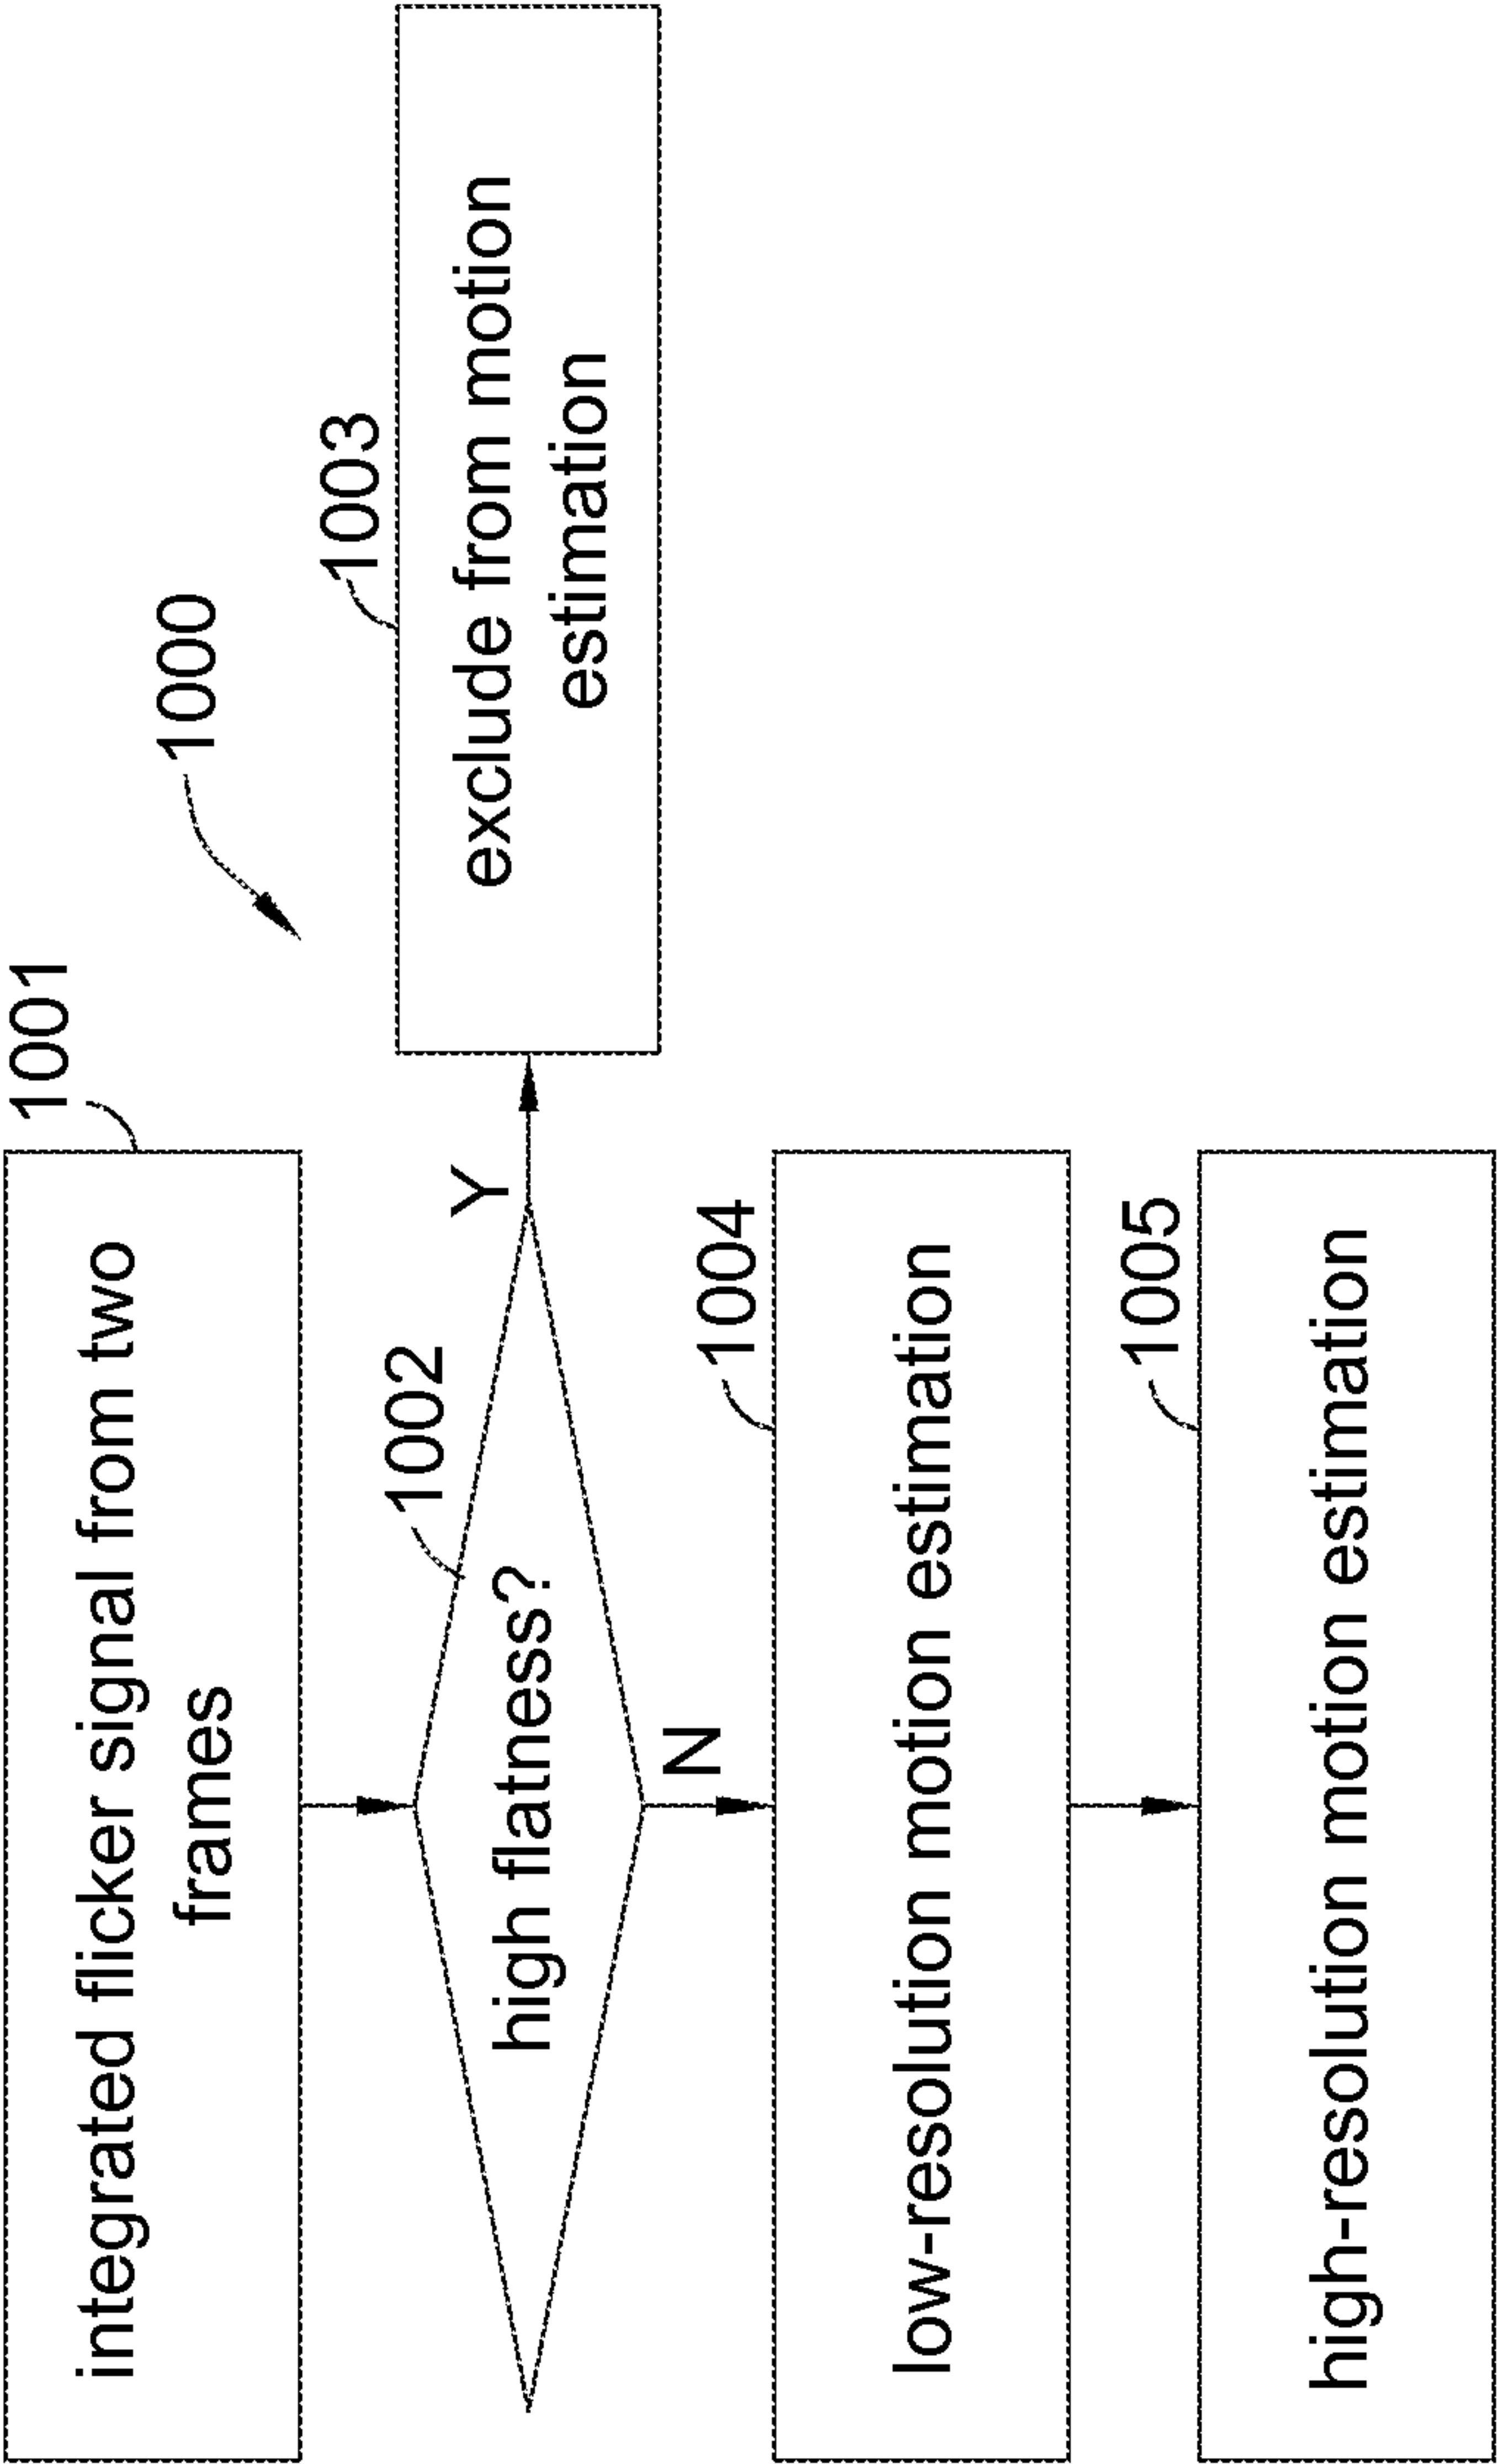 1000
1001
integrated flicker signal from two
frames
1002
high flatness?
Y
1003
exclude from motion
estimation
N
1004
low-resolution motion estimation
1005
high-resolution motion estimation